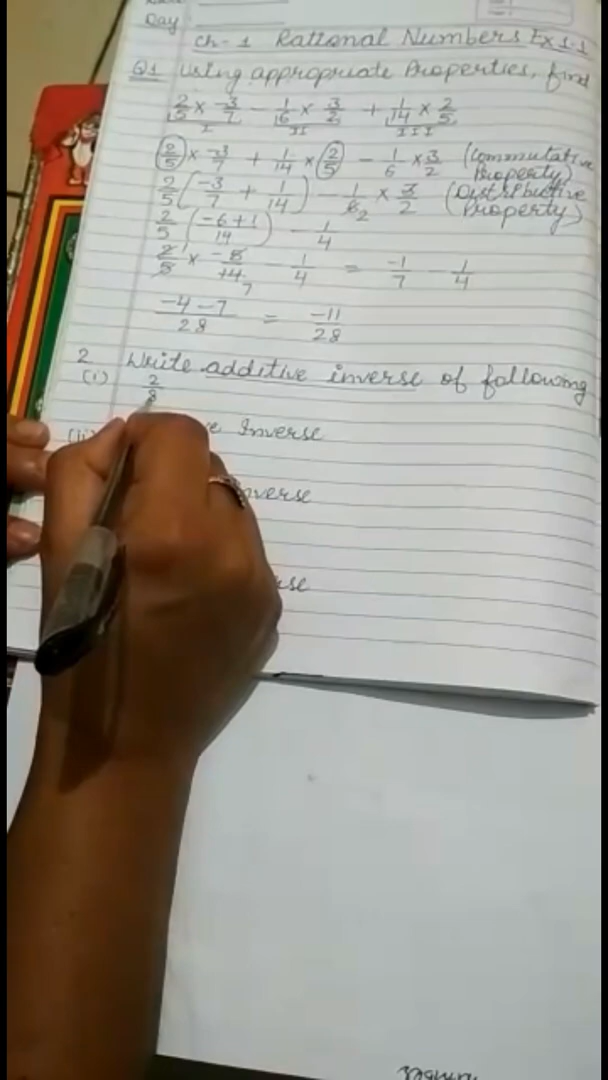 Day
Ch- 1 Rational Numbers Ex 1.1
Q1 Using appropriate Properties, find
2/5 × -3/7 - 1/6 × 3/2 + 1/14 × 2/5
I II III
2/5 × -3/7 + 1/14 × 2/5 - 1/6 × 3/2 (Commutative Property)
2/5 (-3/7 + 1/14) - 1/6 2 × 3/2 (Distributive Property)
2/5 (-6+1/14) - 1/4
2/5 × -5/14 7 - 1/4 = -1/7 - 1/4
-4-7/28 = -11/28
2 Write additive inverse of following
(i) 2/8
(ii) Inverse